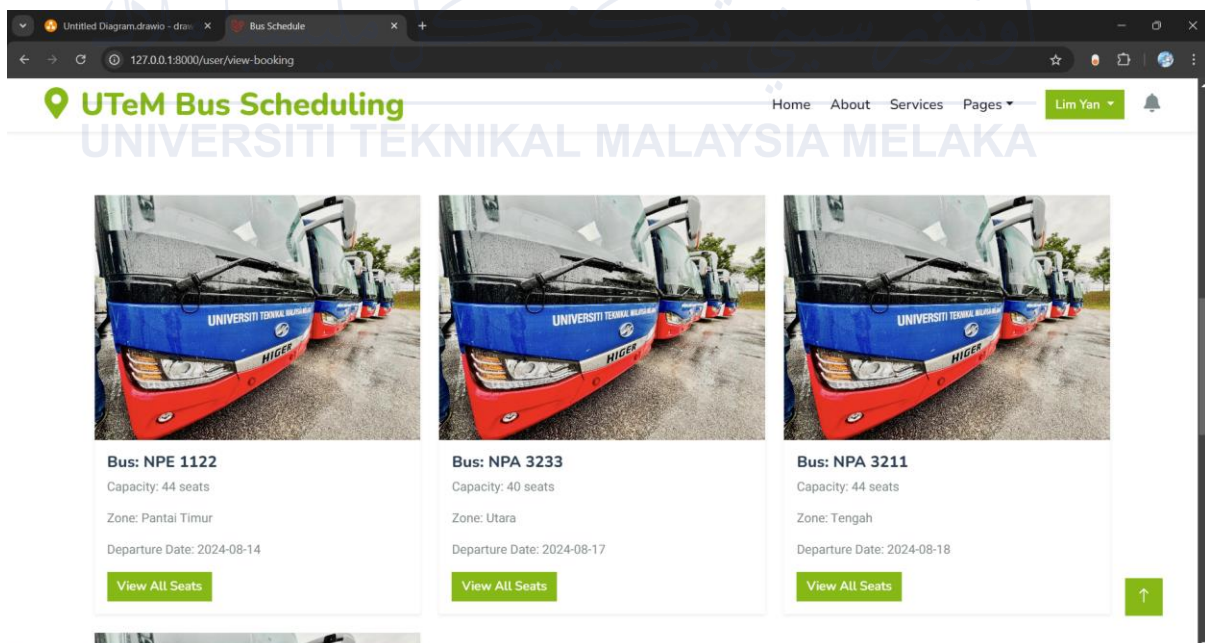 اونيۏرسيتي تيكنيكل مليسيا ملاك
Untitled Diagram.drawio - draw
Bus Schedule
127.0.0.1:8000/user/view-booking
UTeM Bus Scheduling
Home About Services Pages Lim Yan
UNIVERSITI TEKNIKAL MALAYSIA MELAKA
UNIVERSITI TEKNIKAL MALAYSIA
HIGER
UNIVERSITI TEKNIKAL MALAYSIA
HIGER
UNIVERSITI TEKNIKAL MALAYSIA
HIGER
Bus: NPE 1122
Capacity: 44 seats
Zone: Pantai Timur
Departure Date: 2024-08-14
View All Seats
Bus: NPA 3233
Capacity: 40 seats
Zone: Utara
Departure Date: 2024-08-17
View All Seats
Bus: NPA 3211
Capacity: 44 seats
Zone: Tengah
Departure Date: 2024-08-18
View All Seats